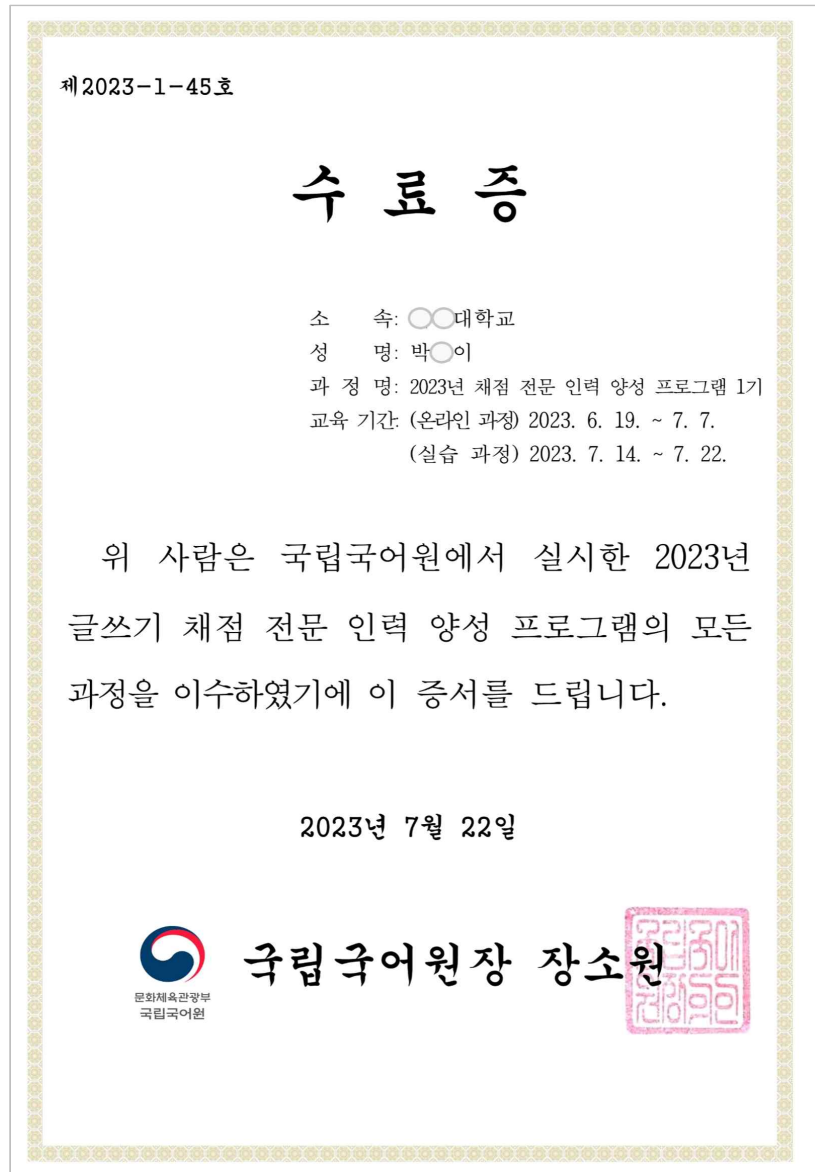 제2023-1-45호
수 료 증
소 속: ○○대학교
성 명: 박○이
과 정 명: 2023년 채점 전문 인력 양성 프로그램 1기
교육 기간: (온라인 과정) 2023. 6. 19. ~ 7. 7.
(실습 과정) 2023. 7. 14. ~ 7. 22.
위 사람은 국립국어원에서 실시한 2023년
글쓰기 채점 전문 인력 양성 프로그램의 모든
과정을 이수하였기에 이 증서를 드립니다.
2023년 7월 22일
문화체육관광부
국립국어원
국립국어원장 장소원